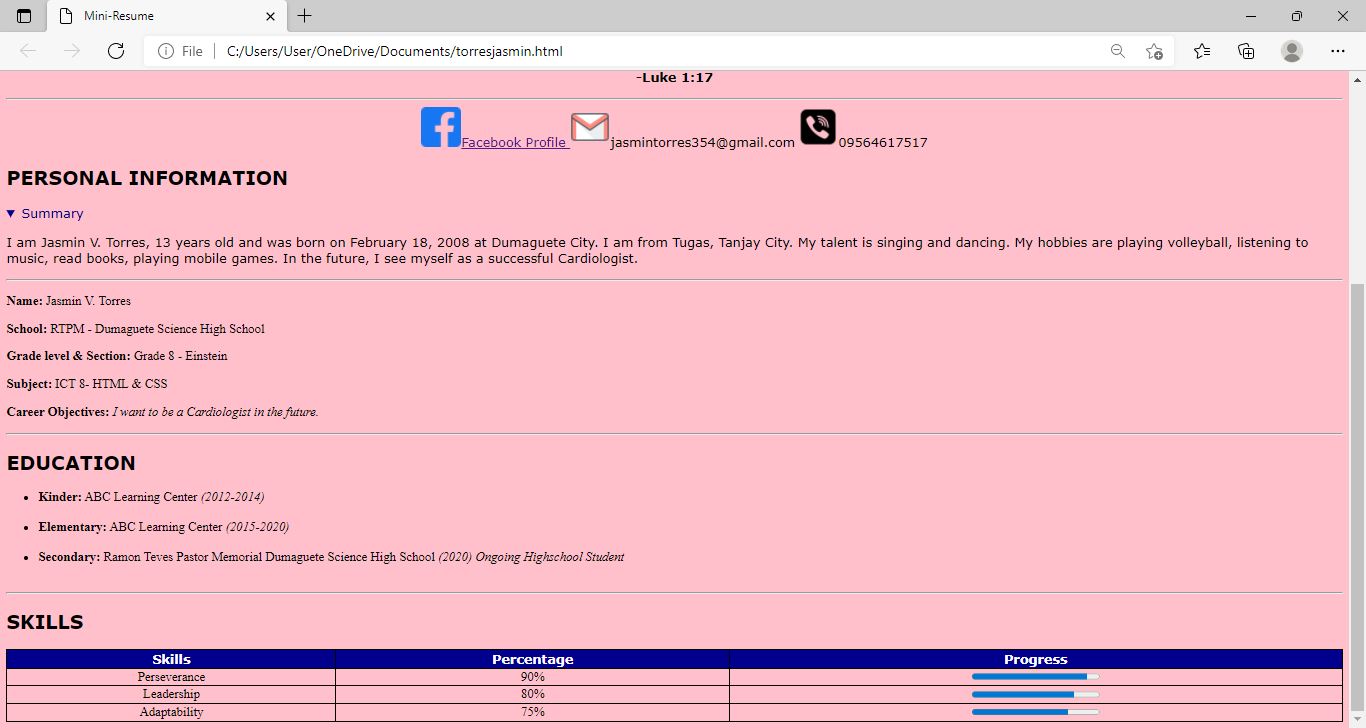 Mini-Resume
File | C:/Users/User/OneDrive/Documents/torresjasmin.html
-Luke 1:17
Facebook Profile jasmintorres354@gmail.com 09564617517
PERSONAL INFORMATION
▼ Summary
I am Jasmin V. Torres, 13 years old and was born on February 18, 2008 at Dumaguete City. I am from Tugas, Tanjay City. My talent is singing and dancing. My hobbies are playing volleyball, listening to
music, read books, playing mobile games. In the future, I see myself as a successful Cardiologist.
Name: Jasmin V. Torres
School: RTPM - Dumaguete Science High School
Grade level & Section: Grade 8 - Einstein
Subject: ICT 8- HTML & CSS
Career Objectives: I want to be a Cardiologist in the future.
EDUCATION
• Kinder: ABC Learning Center (2012-2014)
• Elementary: ABC Learning Center (2015-2020)
• Secondary: Ramon Teves Pastor Memorial Dumaguete Science High School (2020) Ongoing Highschool Student
SKILLS
Skills Percentage Progress
Perseverance 90%
Leadership 80%
Adaptability 75%